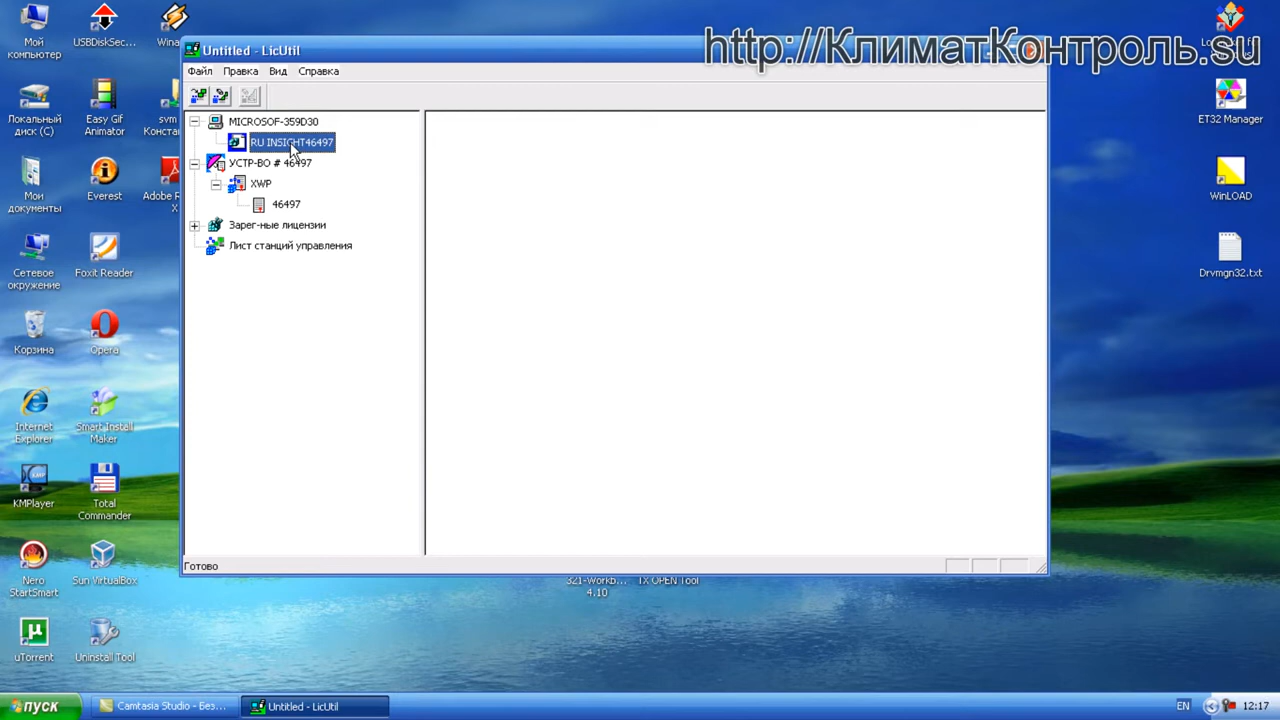 http://КлиматКонтроль.su
Untitled - LicUtil
Файл Правка Вид Справка
MICROSOF-359D30
RU INSIGHT46497
УСТР-ВО # 46497
XWP
46497
Зарег-ные лицензии
Лист станций управления
Готово
Мой
компьютер
USBDiskSec...
Wina
Локальный
диск (C)
Easy Gif
Animator
svm
Конста
Мои
документы
Everest
Adobe R
X
Сетевое
окружение
Foxit Reader
Корзина
Opera
Internet
Explorer
Smart Install
Maker
KMPlayer
Total
Commander
Nero
StartSmart
Sun VirtualBox
uTorrent
Uninstall Tool
321-Workb...
4.10
TX OPEN Tool
ET32 Manager
WinLOAD
Drvmgn32.txt
пуск
Camtasia Studio - Без...
Untitled - LicUtil
EN
12:17